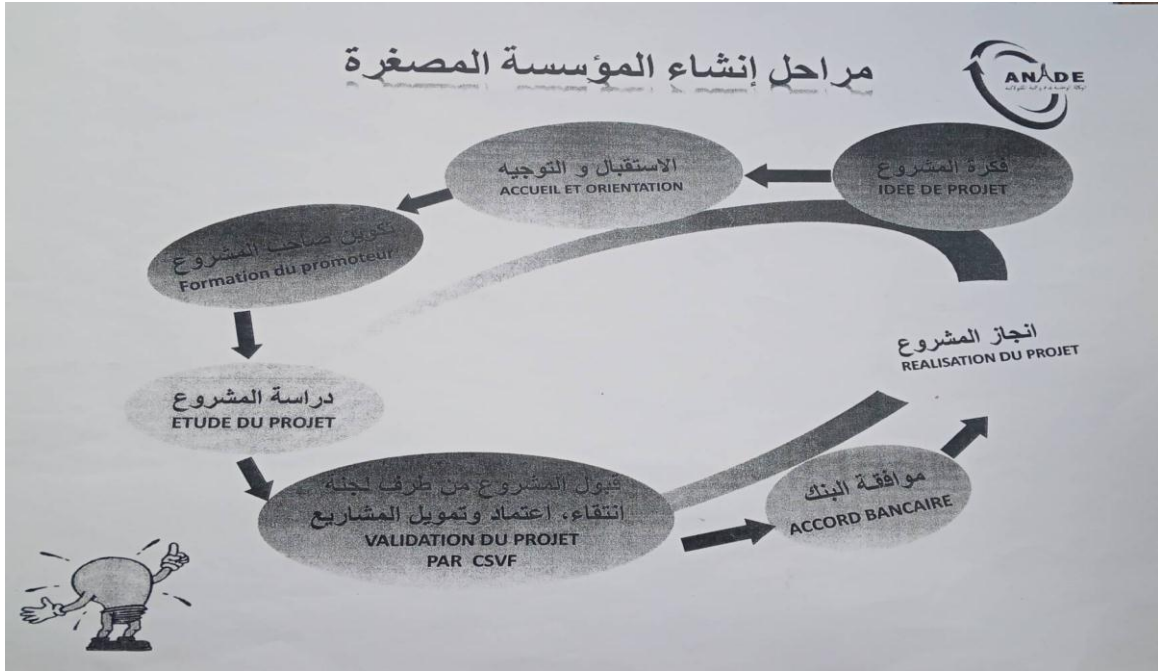 مراحل إنشاء المؤسسة المصغرة
ANADE
فكرة المشروع
IDEE DE PROJET
الاستقبال و التوجيه
ACCUEIL ET ORIENTATION
تكوين صاحب المشروع
Formation du promoteur
دراسة المشروع
ETUDE DU PROJET
قبول المشروع من طرف لجنة
انتقاء، اعتماد وتمويل المشاريع
VALIDATION DU PROJET
PAR CSVF
موافقة البنك
ACCORD BANCAIRE
انجاز المشروع
REALISATION DU PROJET